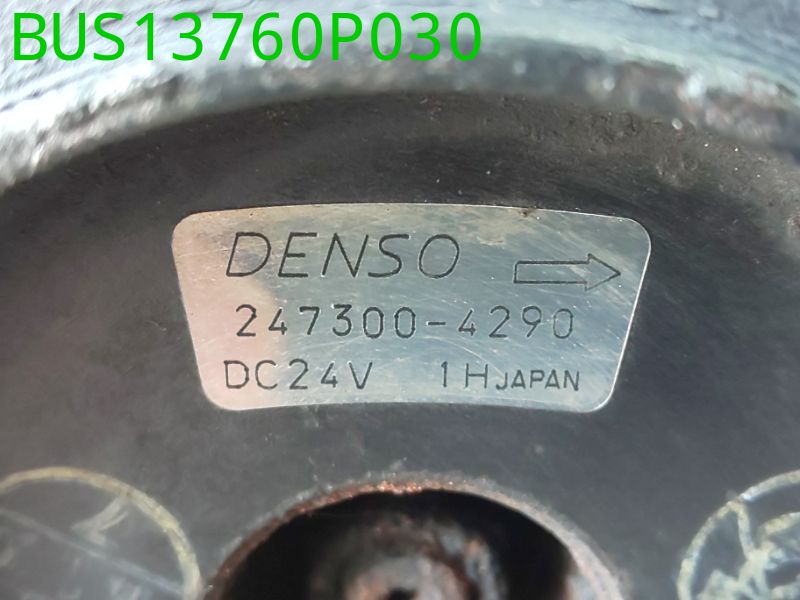 BUS13760P030
DENSO
247300-4290
DC24V 1H JAPAN